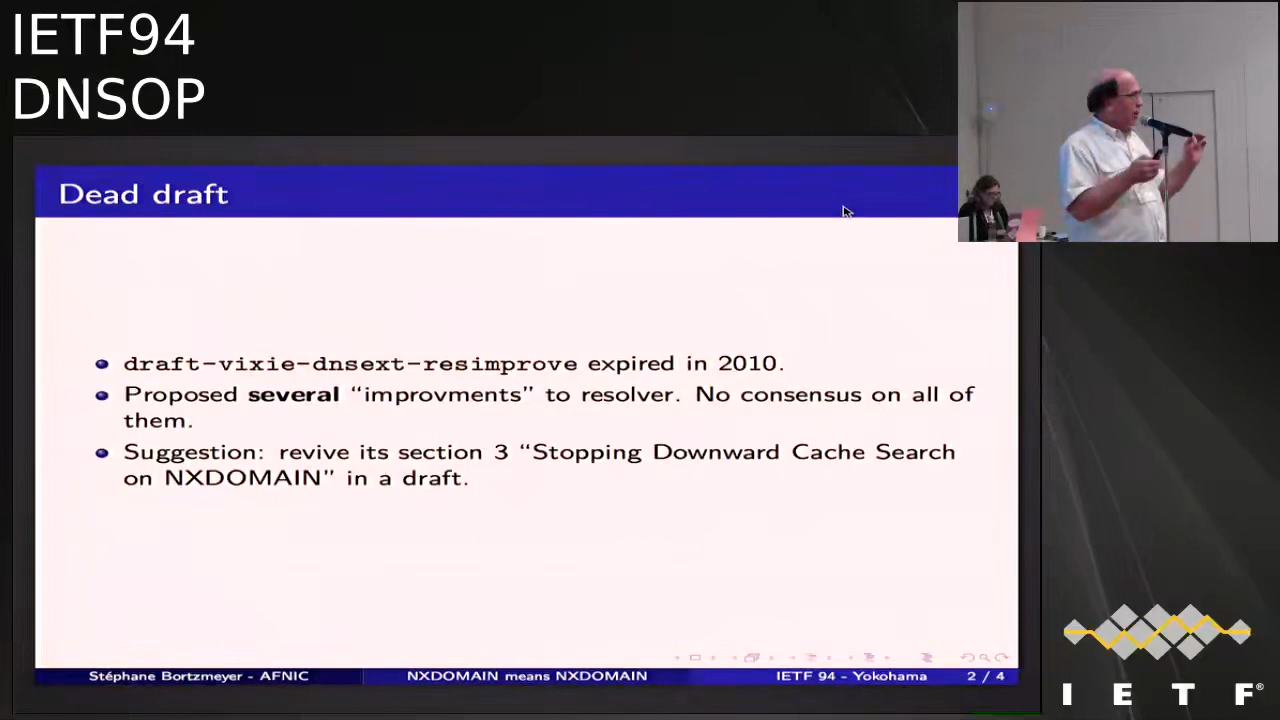 IETF94
DNSOP
Dead draft
draft-vixie-dnsext-resimprove expired in 2010.
Proposed several “improvments” to resolver. No consensus on all of
them.
Suggestion: revive its section 3 “Stopping Downward Cache Search
on NXDOMAIN” in a draft.
Stéphane Bortzmeyer - AFNIC NXDOMAIN means NXDOMAIN IETF 94 - Yokohama 2 / 4
I E T F®